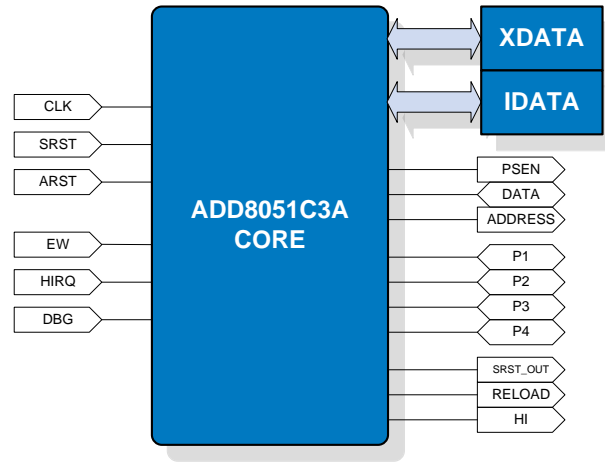 XDATA
IDATA
CLK
SRST
ARST
EW
HIRQ
DBG
ADD8051C3A
CORE
PSEN
DATA
ADDRESS
P1
P2
P3
P4
SRST_OUT
RELOAD
HI